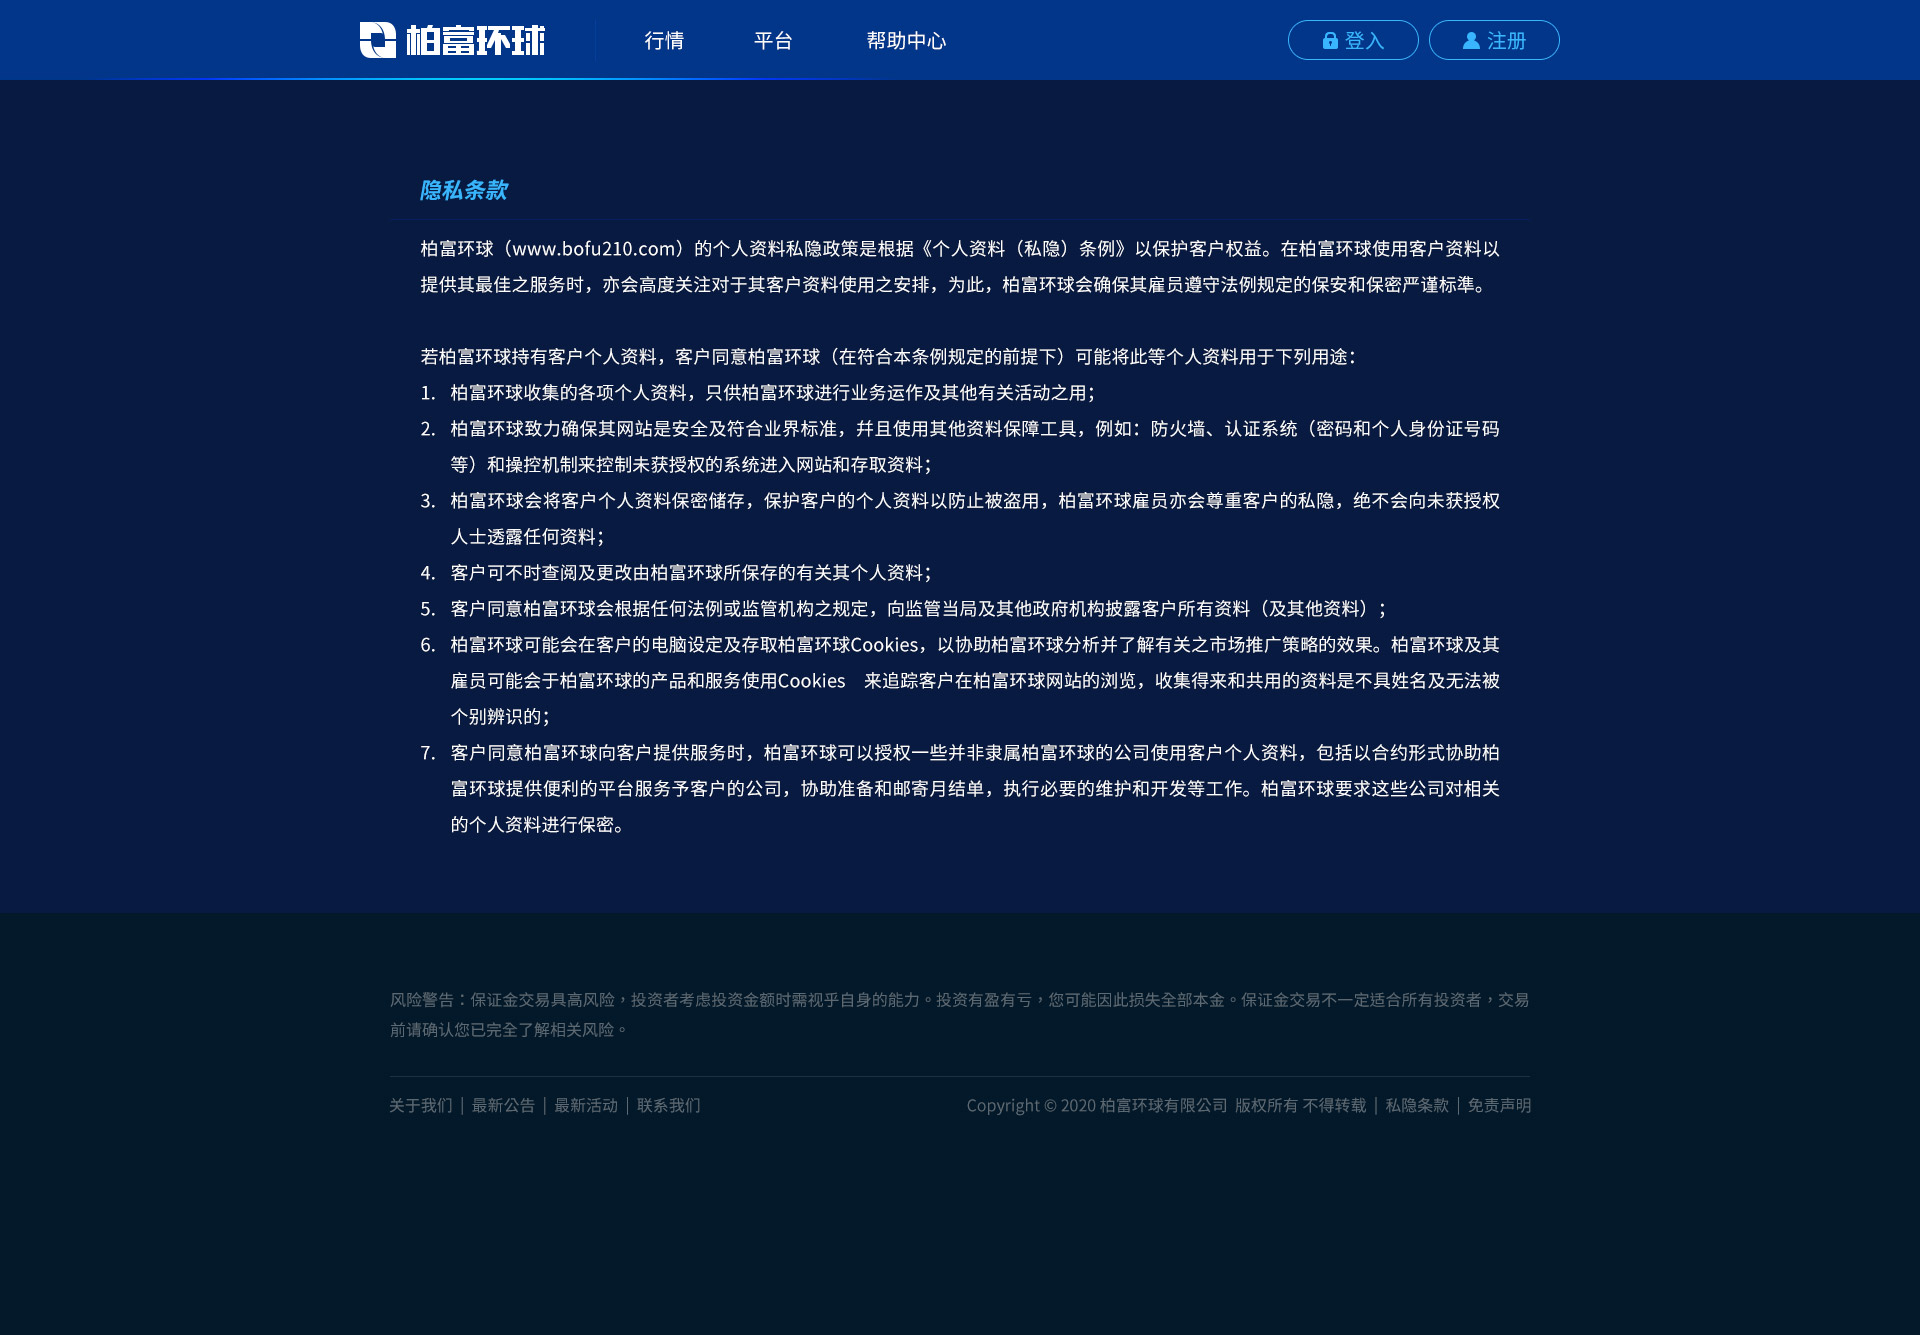 柏富环球
行情 平台 帮助中心
登入 注册
隐私条款
柏富环球（www.bofu210.com）的个人资料私隐政策是根据《个人资料（私隐）条例》以保护客户权益。在柏富环球使用客户资料以
提供其最佳之服务时，亦会高度关注对于其客户资料使用之安排，为此，柏富环球会确保其雇员遵守法例规定的保安和保密严谨标準。
若柏富环球持有客户个人资料，客户同意柏富环球（在符合本条例规定的前提下）可能将此等个人资料用于下列用途：
1. 柏富环球收集的各项个人资料，只供柏富环球进行业务运作及其他有关活动之用；
2. 柏富环球致力确保其网站是安全及符合业界标准，幷且使用其他资料保障工具，例如：防火墙、认证系统（密码和个人身份证号码
等）和操控机制来控制未获授权的系统进入网站和存取资料；
3. 柏富环球会将客户个人资料保密储存，保护客户的个人资料以防止被盗用，柏富环球雇员亦会尊重客户的私隐，绝不会向未获授权
人士透露任何资料；
4. 客户可不时查阅及更改由柏富环球所保存的有关其个人资料；
5. 客户同意柏富环球会根据任何法例或监管机构之规定，向监管当局及其他政府机构披露客户所有资料（及其他资料）；
6. 柏富环球可能会在客户的电脑设定及存取柏富环球Cookies，以协助柏富环球分析并了解有关之市场推广策略的效果。柏富环球及其
雇员可能会于柏富环球的产品和服务使用Cookies 来追踪客户在柏富环球网站的浏览，收集得来和共用的资料是不具姓名及无法被
个别辨识的；
7. 客户同意柏富环球向客户提供服务时，柏富环球可以授权一些并非隶属柏富环球的公司使用客户个人资料，包括以合约形式协助柏
富环球提供便利的平台服务予客户的公司，协助准备和邮寄月结单，执行必要的维护和开发等工作。柏富环球要求这些公司对相关
的个人资料进行保密。
风险警告：保证金交易具高风险，投资者考虑投资金额时需视乎自身的能力。投资有盈有亏，您可能因此损失全部本金。保证金交易不一定适合所有投资者，交易
前请确认您已完全了解相关风险。
关于我们 | 最新公告 | 最新活动 | 联系我们
Copyright © 2020 柏富环球有限公司 版权所有 不得转载 | 私隐条款 | 免责声明